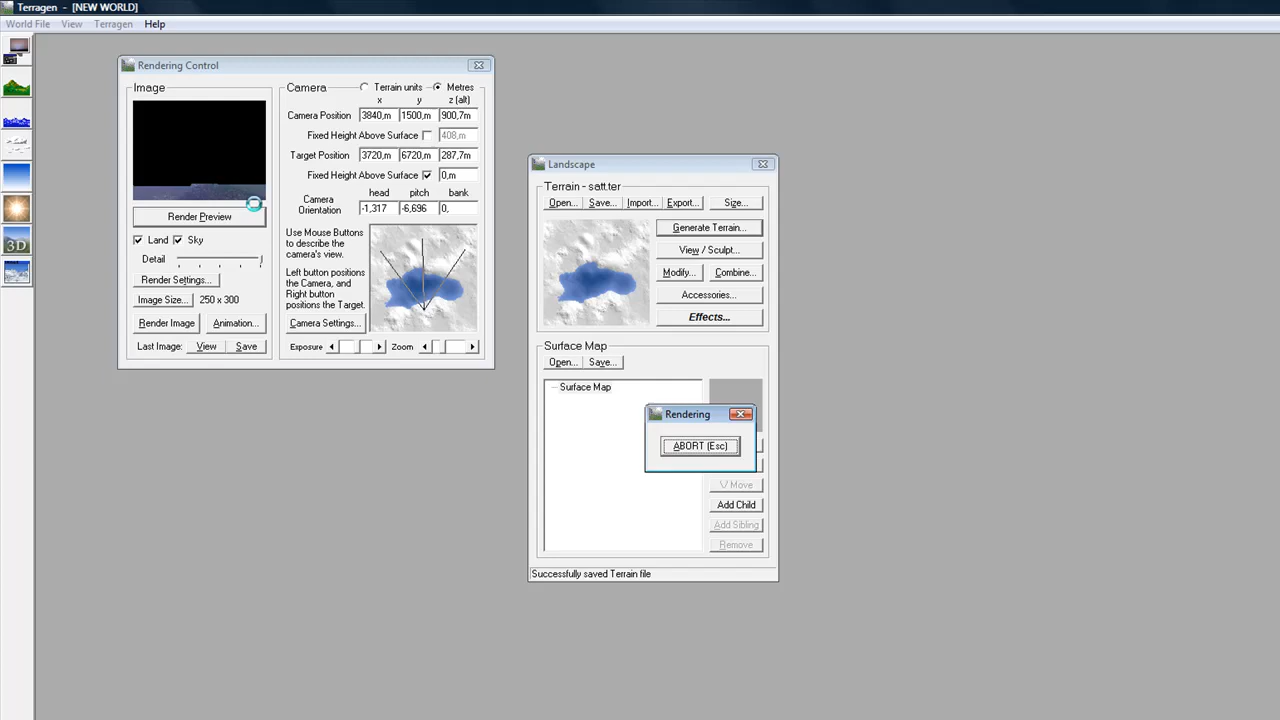 Terragen - [NEW WORLD]
World File View Terragen Help
Rendering Control
Image
Render Preview
Land Sky
Detail
Render Settings...
Image Size... 250 x 300
Render Image Animation...
Last Image: View Save
Camera Terrain units Metres
x y z (alt)
Camera Position 3840,m 1500,m 900,7m
Fixed Height Above Surface 408,m
Target Position 3720,m 6720,m 287,7m
Fixed Height Above Surface 0,m
head pitch bank
Camera Orientation -1,317 -6,696 0,
Use Mouse Buttons
to describe the
camera's view.
Left button positions
the Camera, and
Right button
positions the Target.
Camera Settings...
Exposure Zoom
Landscape
Terrain - satt.ter
Open... Save... Import... Export... Size...
Generate Terrain...
View / Sculpt...
Modify... Combine...
Accessories...
Effects...
Surface Map
Open... Save...
Surface Map
Rendering
ABORT (Esc)
\/ Move
Add Child
Add Sibling
Remove
Successfully saved Terrain file
3D